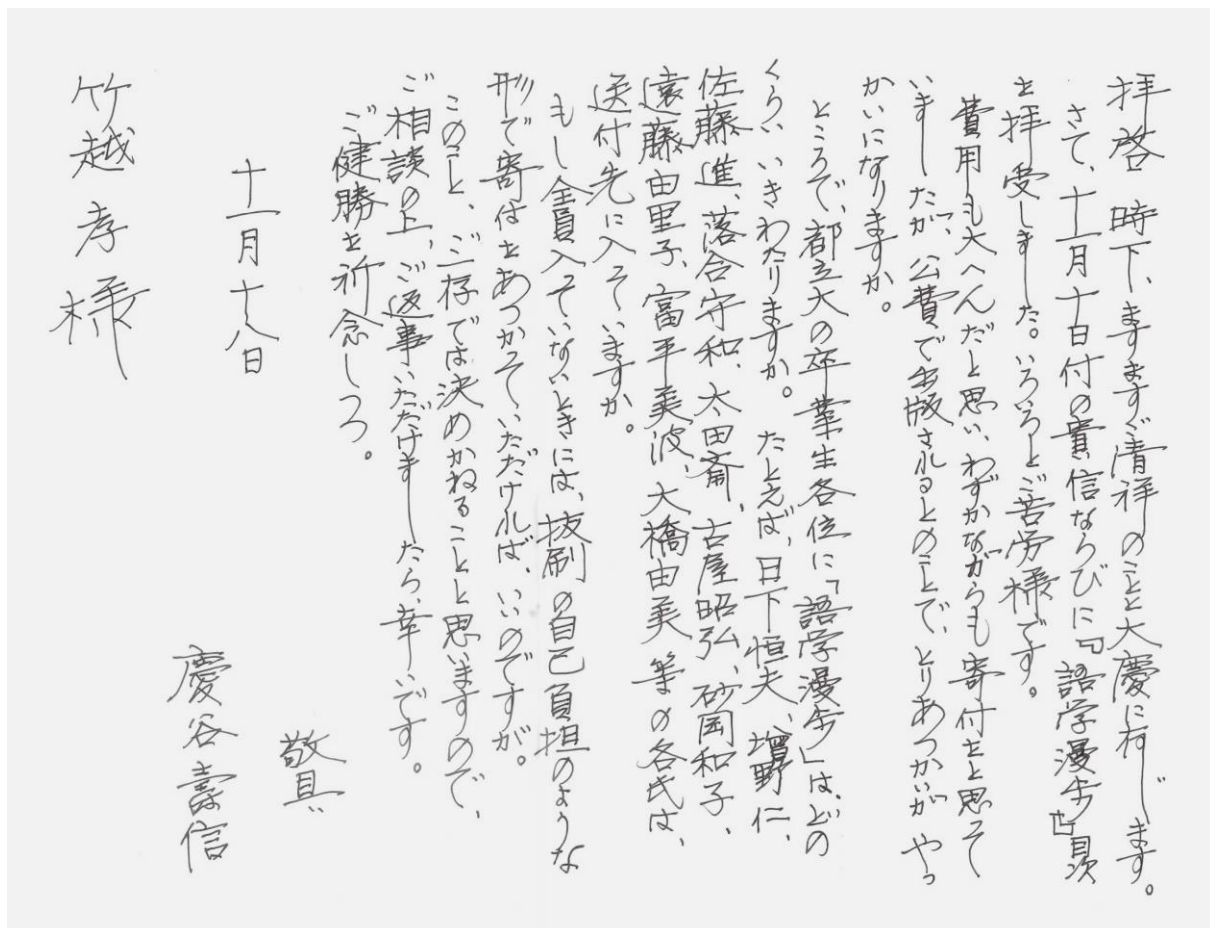 拝啓 時下、ますますご清祥のことと大慶に存じます。
さて、十一月十日付の貴信ならびに『語学漫歩』目次
を拝受しました。いろいろとご苦労様です。
費用も大へんだと思い、わずかながらも寄付をと思って
いましたが、公費で出版されるとのことで、とりあつかいがやっ
かいになりますか。
ところで、都立大の卒業生各位に「語学漫歩」は、どの
くらいいきわたりますか。たとえば、日下恒夫、増野仁、
佐藤進、落合守和、太田斎、古屋昭弘、砂岡和子、
遠藤由里子、富平美波、大橋由美等の各氏は、
送付先に入っていますか。
もし全員入っていないときには、抜刷の自己負担のような
形で寄付をあつかっていただければ、いいのですが。
このこと、ご一存では決めかねることと思いますので、
ご相談の上、ご返事いただけましたら、幸いです。
ご健勝を祈念しつつ。
敬具
十一月十八日
慶谷壽信
竹越孝様